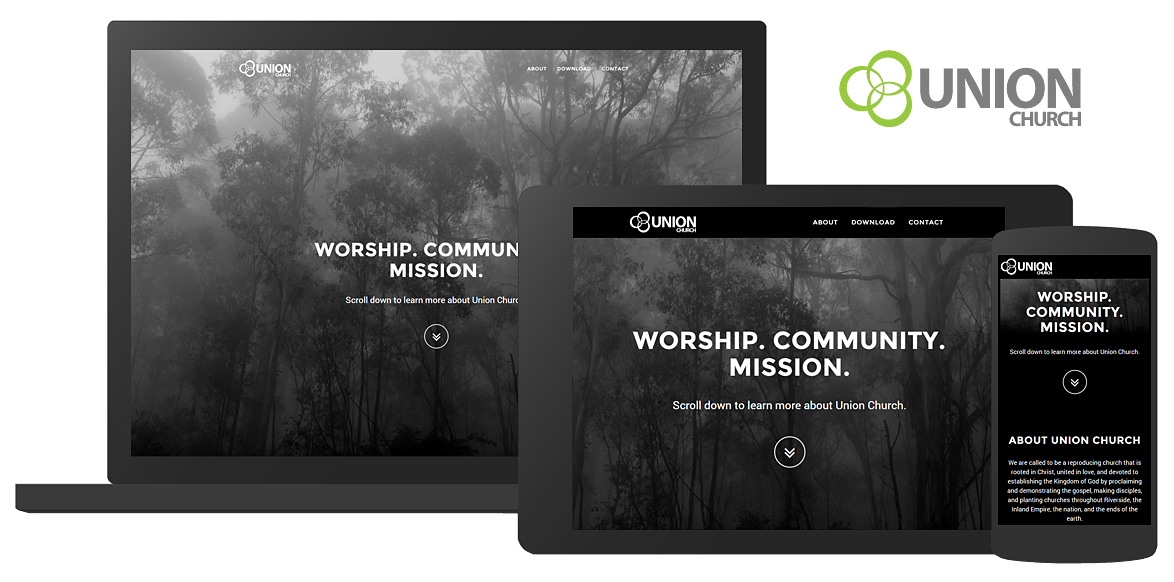 UNION
CHURCH
ABOUT DOWNLOAD CONTACT
WORSHIP. COMMUN
MISSION.
Scroll down to learn more about Union Churc
UNION
CHURCH
UNION
CHURCH
ABOUT DOWNLOAD CONTACT
WORSHIP. COMMUNITY.
MISSION.
Scroll down to learn more about Union Church.
UNION
CHURCH
WORSHIP.
COMMUNITY.
MISSION.
Scroll down to learn more about Union Church.
ABOUT UNION CHURCH
We are called to be a reproducing church that is
rooted in Christ, united in love, and devoted to
establishing the Kingdom of God by proclaiming
and demonstrating the gospel, making disciples,
and planting churches throughout Riverside, the
Inland Empire, the nation, and the ends of the
earth.